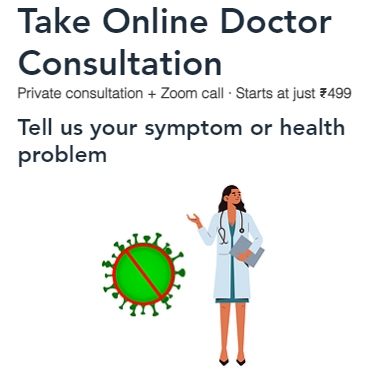 Take Online Doctor
Consultation
Private consultation + Zoom call · Starts at just ₹499
Tell us your symptom or health
problem